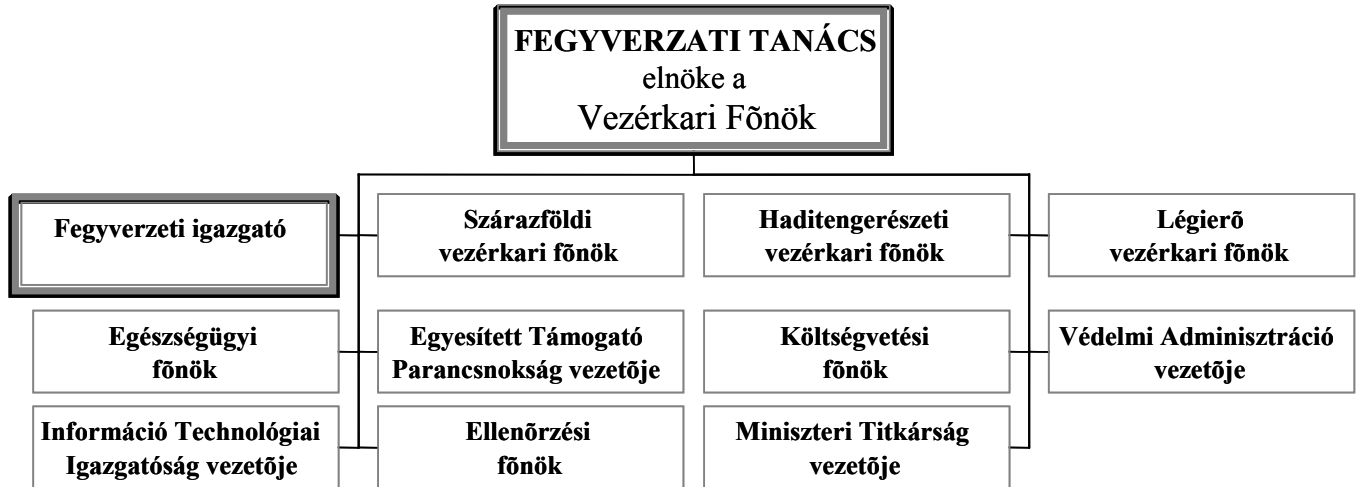 FEGYVERZATI TANÁCS
elnöke a
Vezérkari Fõnök
Fegyverzeti igazgató
Szárazföldi
vezérkari fõnök
Haditengerészeti
vezérkari fõnök
Légierõ
vezérkari fõnök
Egészségügyi
fõnök
Egyesített Támogató
Parancsnokság vezetõje
Költségvetési
fõnök
Védelmi Adminisztráció
vezetõje
Információ Technológiai
Igazgatóság vezetõje
Ellenõrzési
fõnök
Miniszteri Titkárság
vezetõje